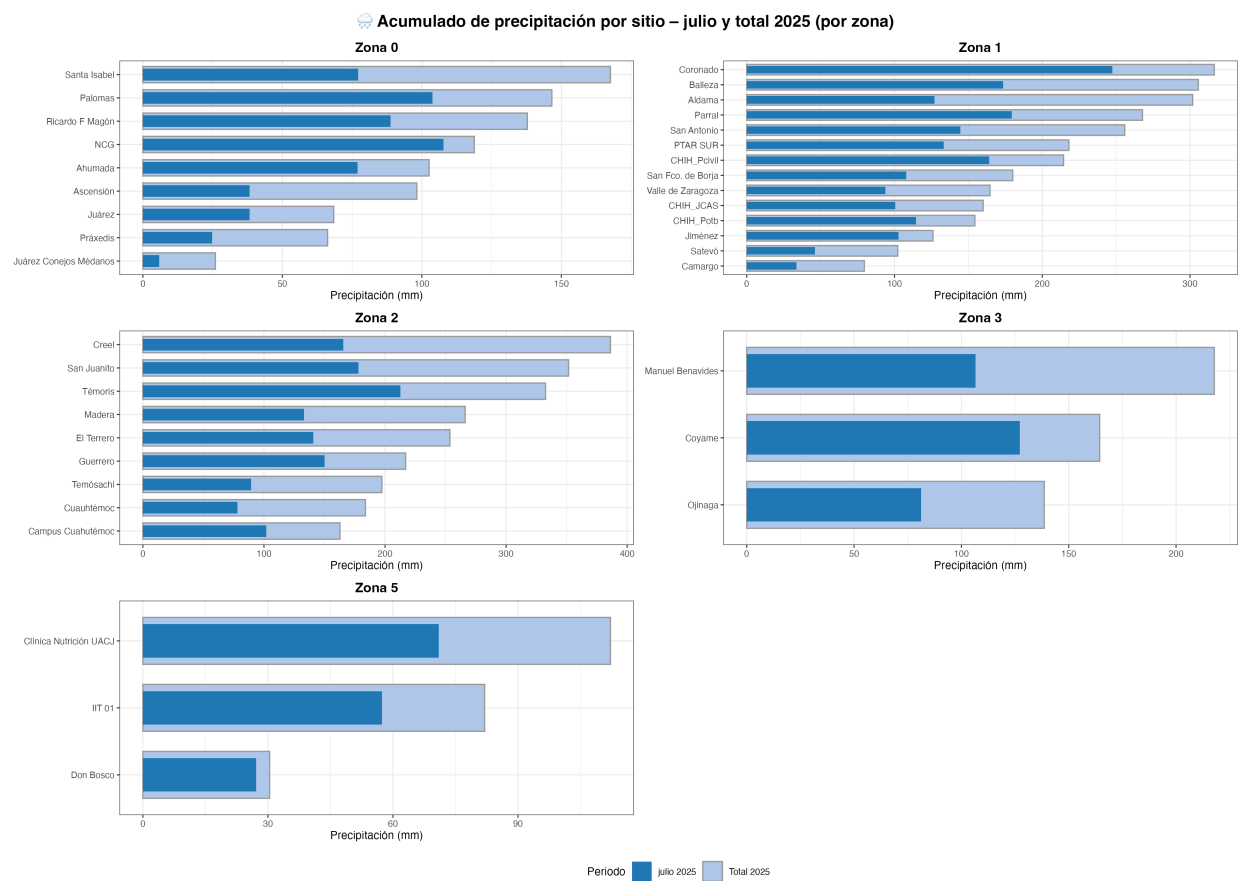 🌧️ Acumulado de precipitación por sitio – julio y total 2025 (por zona)
Zona 0
Santa Isabel
Palomas
Ricardo F Magón
NCG
Ahumada
Ascensión
Juárez
Práxedis
Juárez Conejos Médanos
0 50 100 150
Precipitación (mm)
Zona 1
Coronado
Balleza
Aldama
Parral
San Antonio
PTAR SUR
CHIH_Pcivil
San Fco. de Borja
Valle de Zaragoza
CHIH_JCAS
CHIH_Potb
Jiménez
Satevó
Camargo
0 100 200 300
Precipitación (mm)
Zona 2
Creel
San Juanito
Témoris
Madera
El Terrero
Guerrero
Temósachi
Cuauhtémoc
Campus Cuahutémoc
0 100 200 300 400
Precipitación (mm)
Zona 3
Manuel Benavides
Coyame
Ojinaga
0 50 100 150 200
Precipitación (mm)
Zona 5
Clínica Nutrición UACJ
IIT 01
Don Bosco
0 30 60 90
Precipitación (mm)
Periodo julio 2025 Total 2025